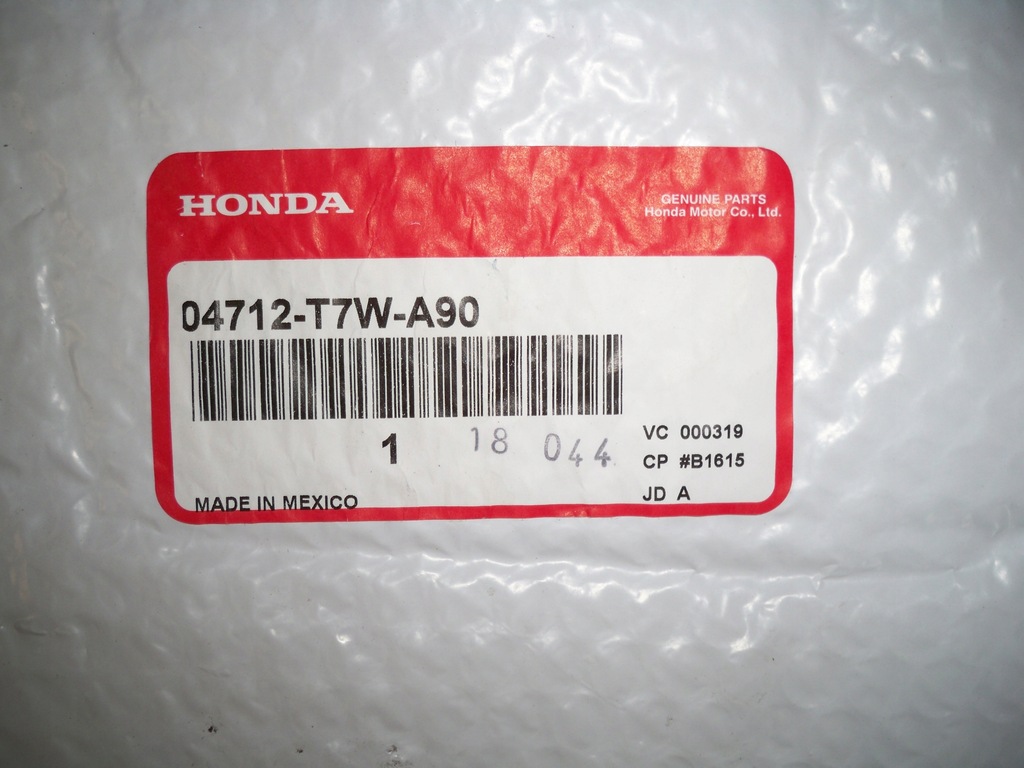 HONDA
GENUINE PARTS
Honda Motor Co., Ltd.
04712-T7W-A90
1
18 044
VC 000319
CP #B1615
JD A
MADE IN MEXICO